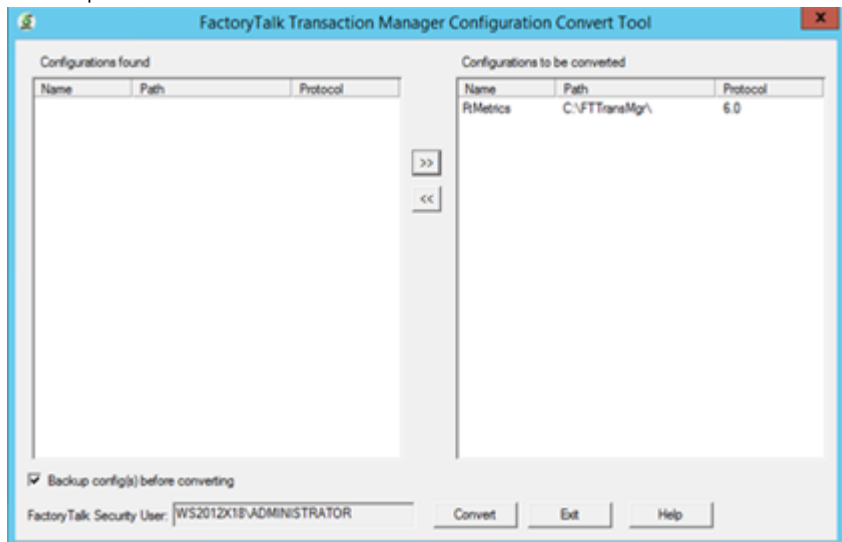 FactoryTalk Transaction Manager Configuration Convert Tool
x
Configurations found
Configurations to be converted
Name Path Protocol
Name Path Protocol
RtMetrics C:\FTTransMgr\ 6.0
>>
<<
Backup config(s) before converting
FactoryTalk Security User: WS2012X18\ADMINISTRATOR Convert Exit Help